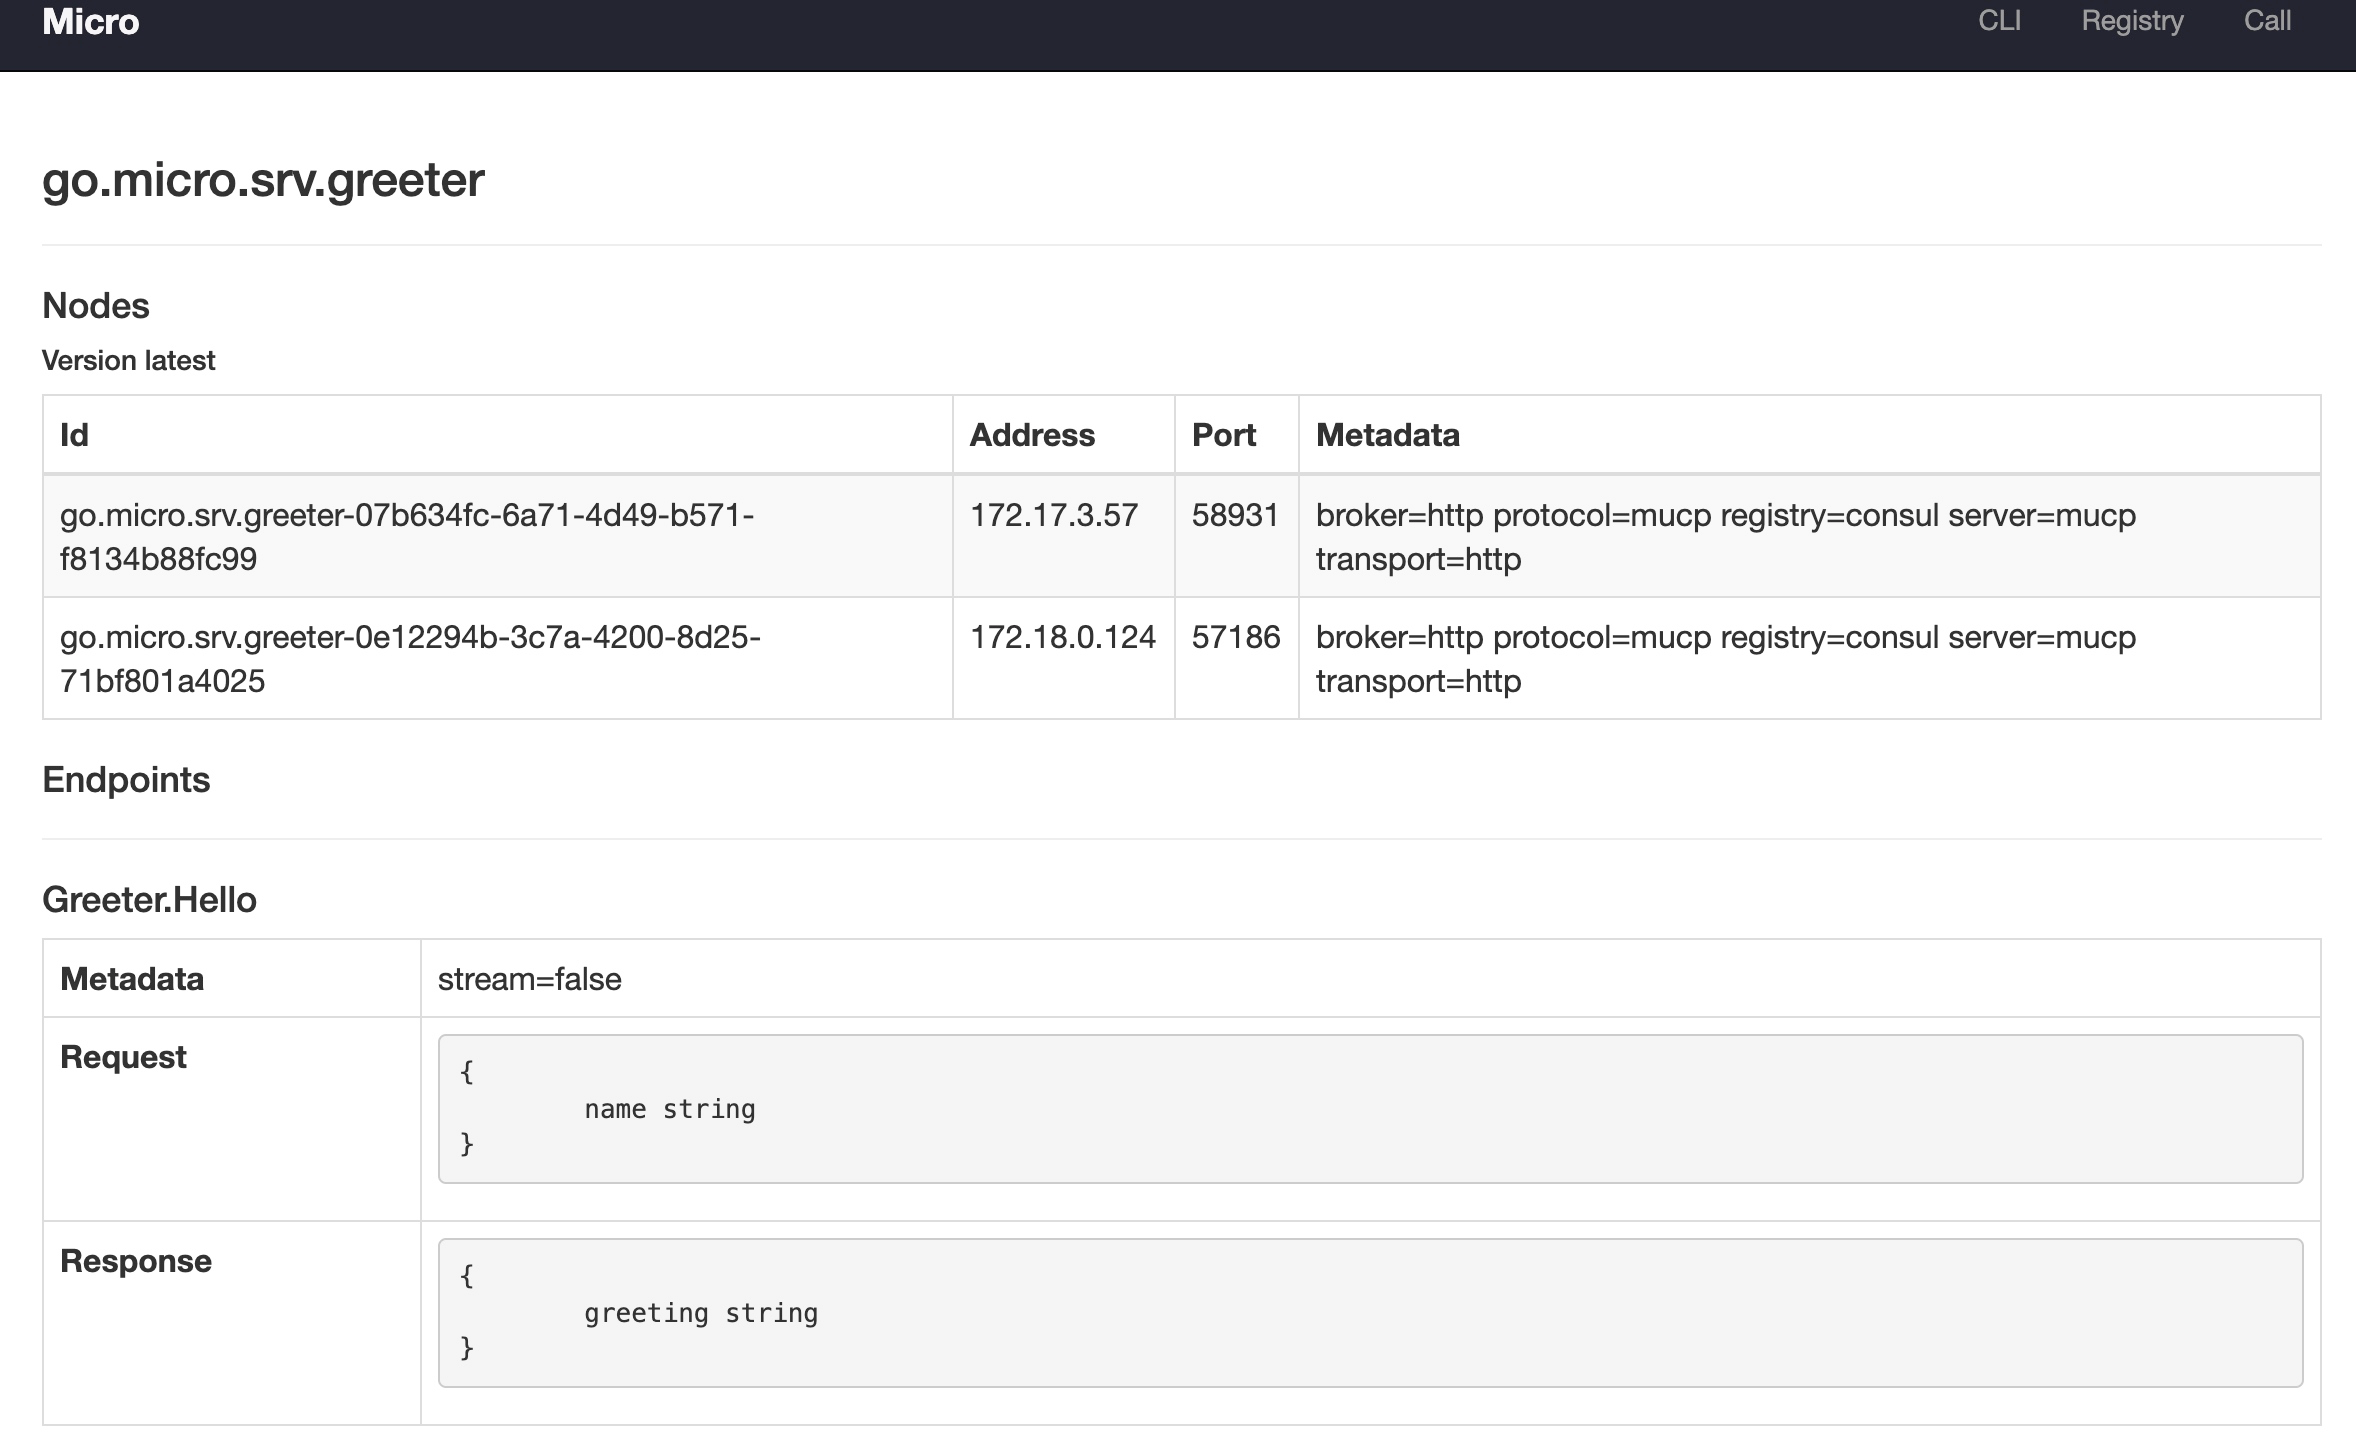 Micro
CLI
Registry
Call
go.micro.srv.greeter
Nodes
Version latest
Id
Address
Port
Metadata
go.micro.srv.greeter-07b634fc-6a71-4d49-b571-
f8134b88fc99
172.17.3.57
58931
broker=http protocol=mucp registry=consul server=mucp
transport=http
go.micro.srv.greeter-0e12294b-3c7a-4200-8d25-
71bf801a4025
172.18.0.124
57186
broker=http protocol=mucp registry=consul server=mucp
transport=http
Endpoints
Greeter.Hello
Metadata
stream=false
Request
{
name string
}
Response
{
greeting string
}